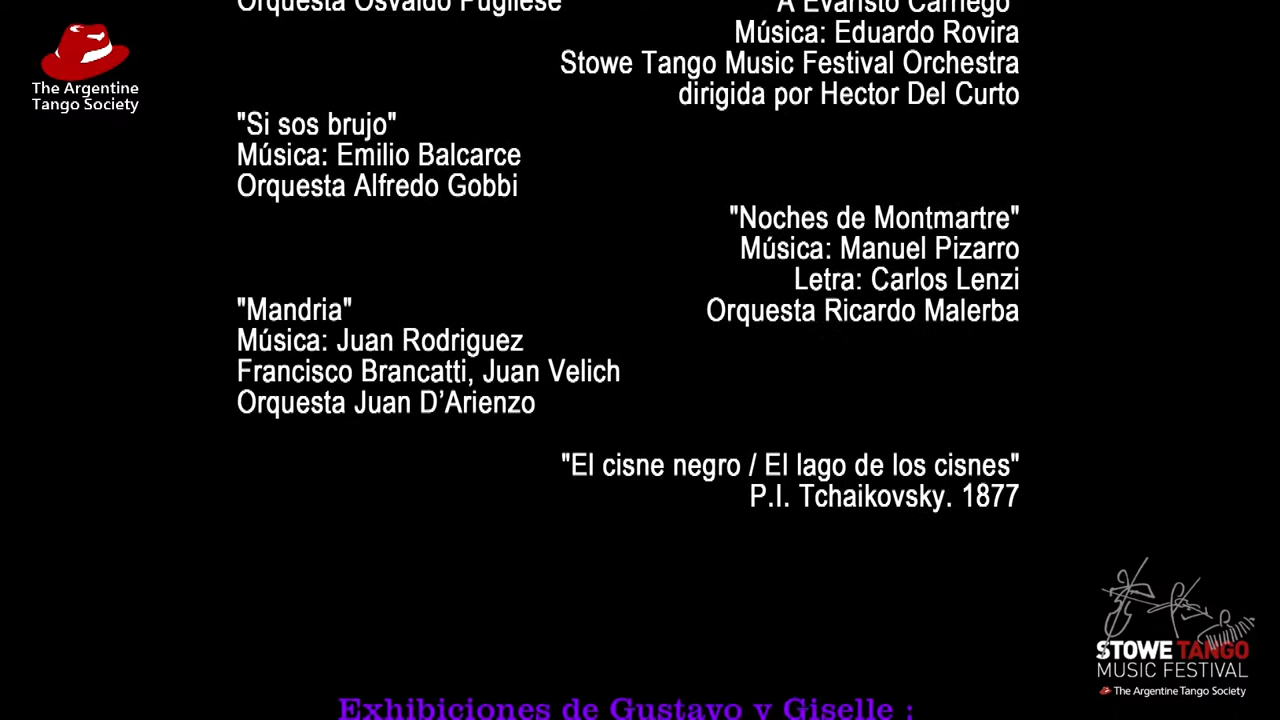 Orquesta Osvaldo Pugliese
"A Evaristo Carriego"
Música: Eduardo Rovira
Stowe Tango Music Festival Orchestra
dirigida por Hector Del Curto
The Argentine
Tango Society
"Si sos brujo"
Música: Emilio Balcarce
Orquesta Alfredo Gobbi
"Noches de Montmartre"
Música: Manuel Pizarro
Letra: Carlos Lenzi
Orquesta Ricardo Malerba
"Mandria"
Música: Juan Rodriguez
Francisco Brancatti, Juan Velich
Orquesta Juan D’Arienzo
"El cisne negro / El lago de los cisnes"
P.I. Tchaikovsky. 1877
STOWE TANGO
MUSIC FESTIVAL
The Argentine Tango Society
Exhibiciones de Gustavo y Giselle :